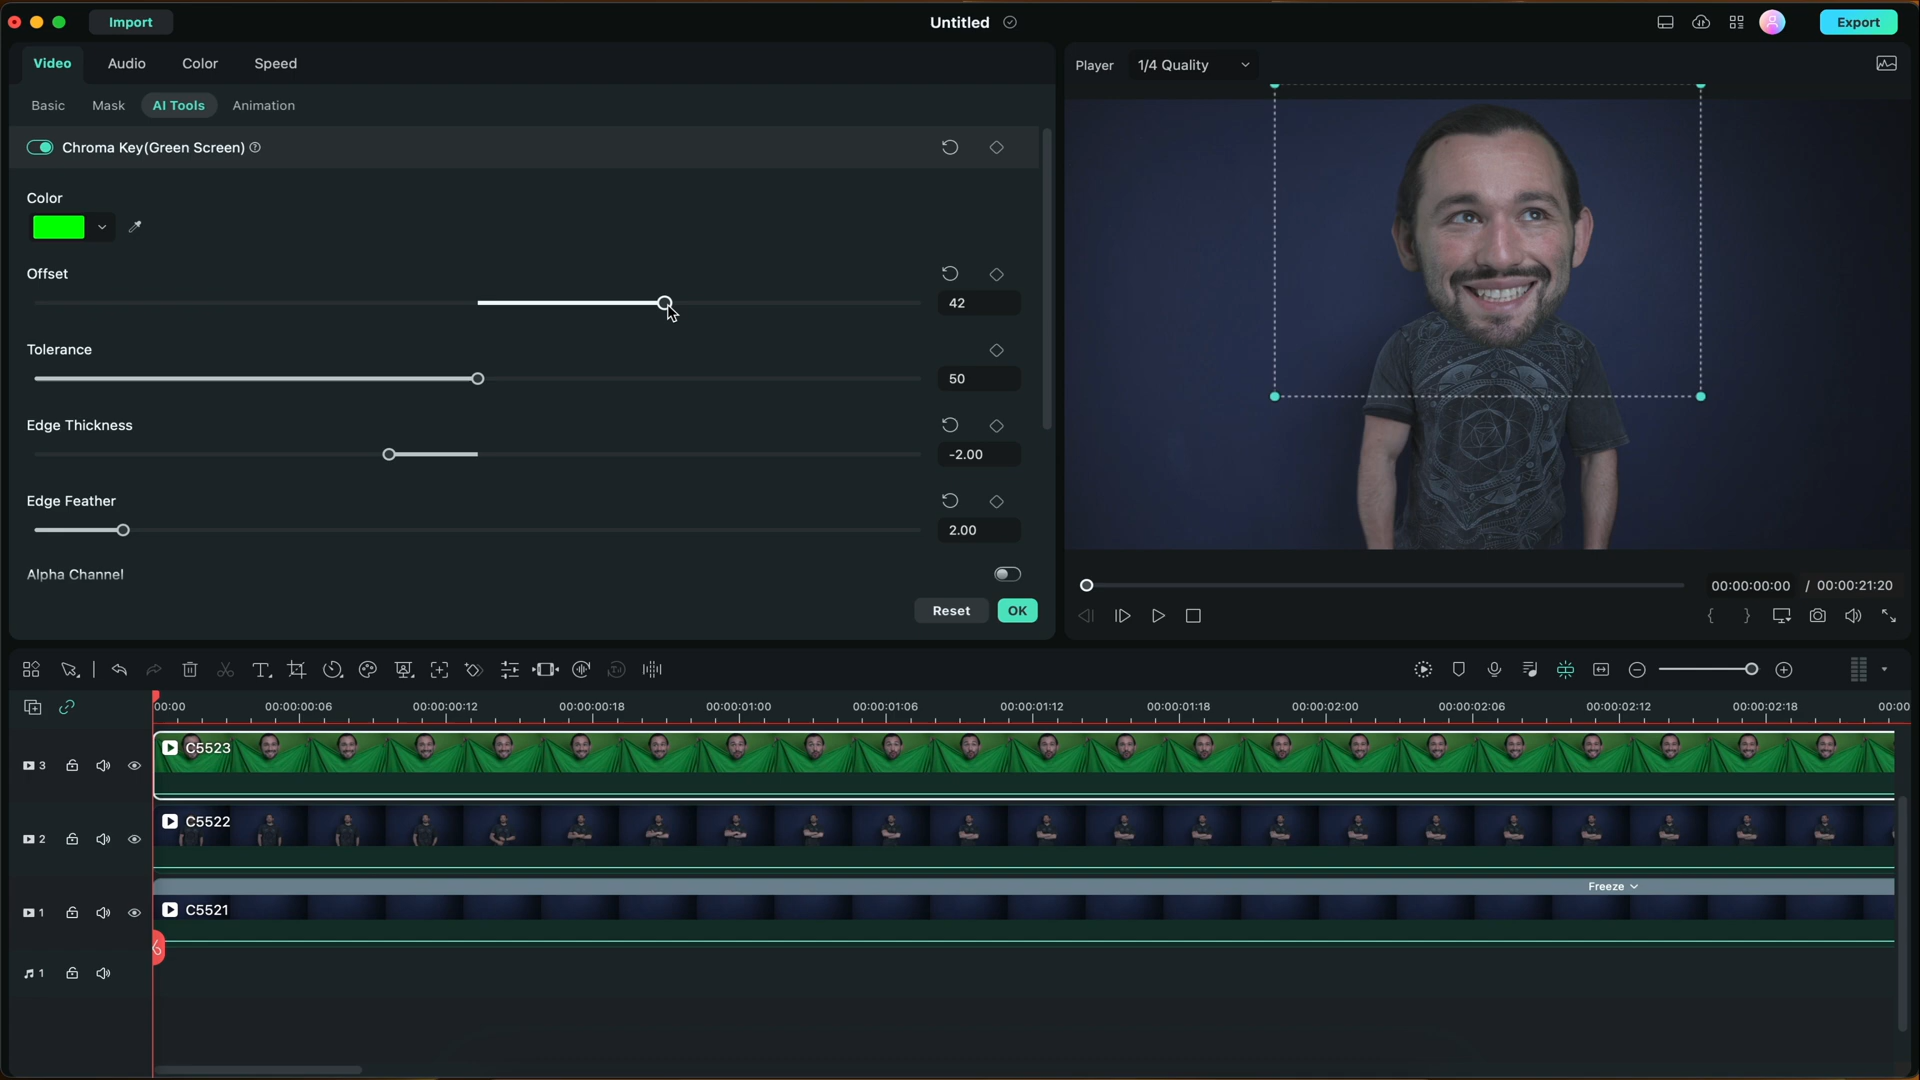 Import
Untitled
Export
Video Audio Color Speed
Basic Mask AI Tools Animation
Chroma Key(Green Screen)
Color
Offset
42
Tolerance
50
Edge Thickness
-2.00
Edge Feather
2.00
Alpha Channel
Reset OK
Player 1/4 Quality
00:00:00:00 / 00:00:21:20
00:00 00:00:00:06 00:00:00:12 00:00:00:18 00:00:01:00 00:00:01:06 00:00:01:12 00:00:01:18 00:00:02:00 00:00:02:06 00:00:02:12 00:00:02:18 00:00
3 C5523
2 C5522
Freeze
1 C5521
1